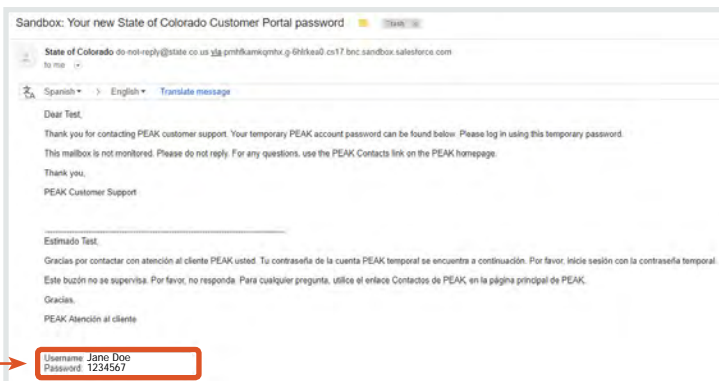 Sandbox: Your new State of Colorado Customer Portal password
State of Colorado do-not-reply@state.co.us via sandbox.salesforce.com
to me
Spanish > English Translate message
Dear Test,
Thank you for contacting PEAK customer support. Your temporary PEAK account password can be found below. Please log in using this temporary password.
This mailbox is not monitored. Please do not reply. For any questions, use the PEAK Contacts link on the PEAK homepage.
Thank you,
PEAK Customer Support
Estimado Test,
Gracias por contactar con atención al cliente PEAK usted. Tu contraseña de la cuenta PEAK temporal se encuentra a continuación. Por favor, inicie sesión con la contraseña temporal.
Este buzón no se supervisa. Por favor, no responda. Para cualquier pregunta, utilice el enlace Contactos de PEAK, en la página principal de PEAK.
Gracias,
PEAK Atención al cliente
Username: Jane Doe
Password: 1234567